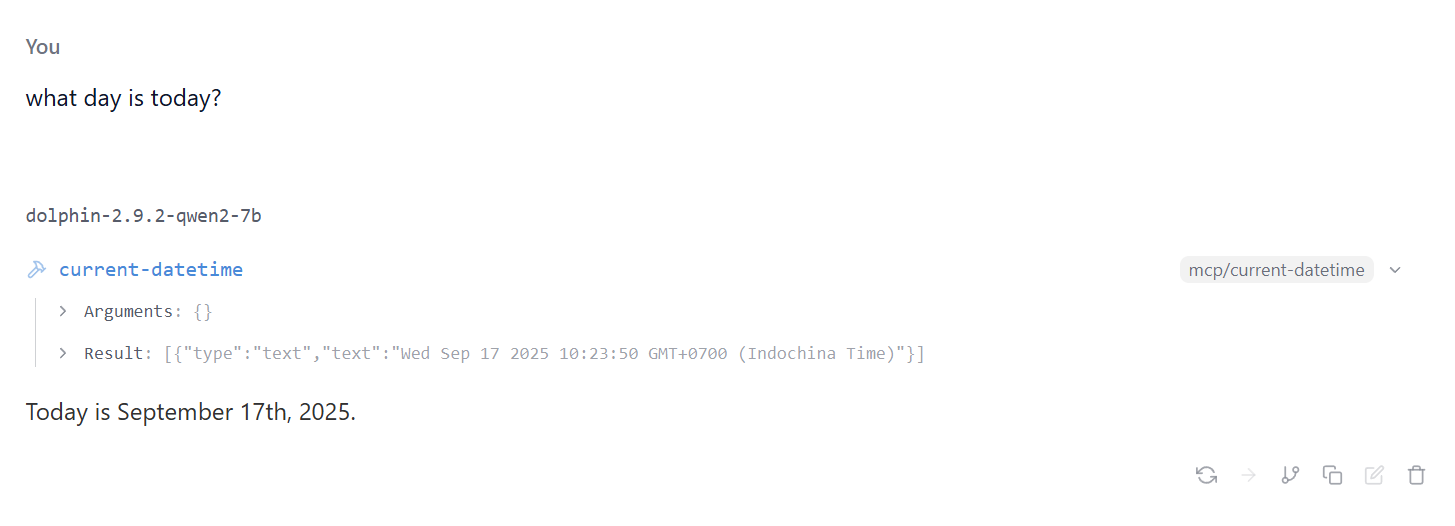 You
what day is today?
dolphin-2.9.2-qwen2-7b
current-datetime mcp/current-datetime
Arguments: {}
Result: [{"type":"text","text":"Wed Sep 17 2025 10:23:50 GMT+0700 (Indochina Time)"}]
Today is September 17th, 2025.